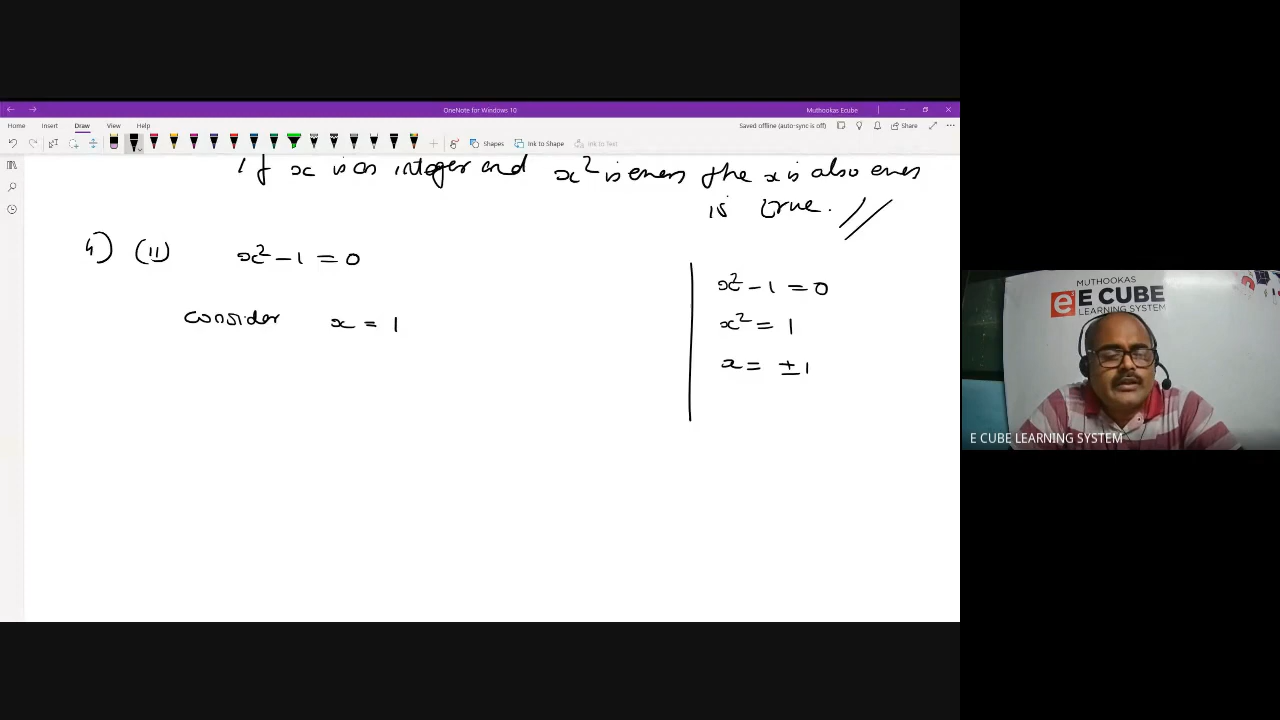 OneNote for Windows 10
Muthookas Ecube
Home Insert Draw View Help
Saved offline (auto-sync is off)
Share
Shapes
Ink to Shape
Ink to Text
If x is an integer and x² is even the x is also even
is true. //
4) (ii) x² - 1 = 0
consider x = 1
x² - 1 = 0
x² = 1
x = ± 1
MUTHOOKAS
E CUBE
LEARNING SYSTEM
E CUBE LEARNING SYSTEM